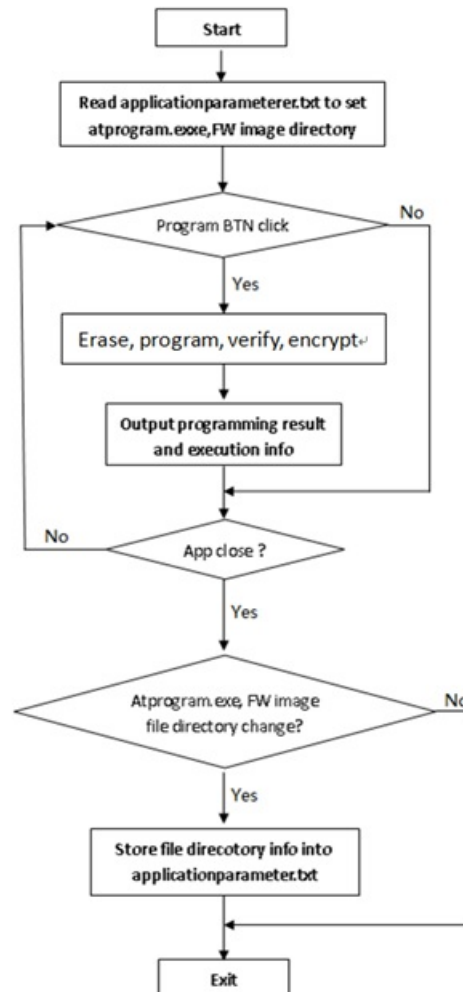 Start
Read applicationparameterer.txt to set
atprogram.exxe,FW image directory
Program BTN click
No
Yes
Erase, program, verify, encrypt↵
Output programming result
and execution info
No
App close ?
Yes
Atprogram.exe, FW image
file directory change?
No
Yes
Store file direcotory info into
applicationparameter.txt
Exit